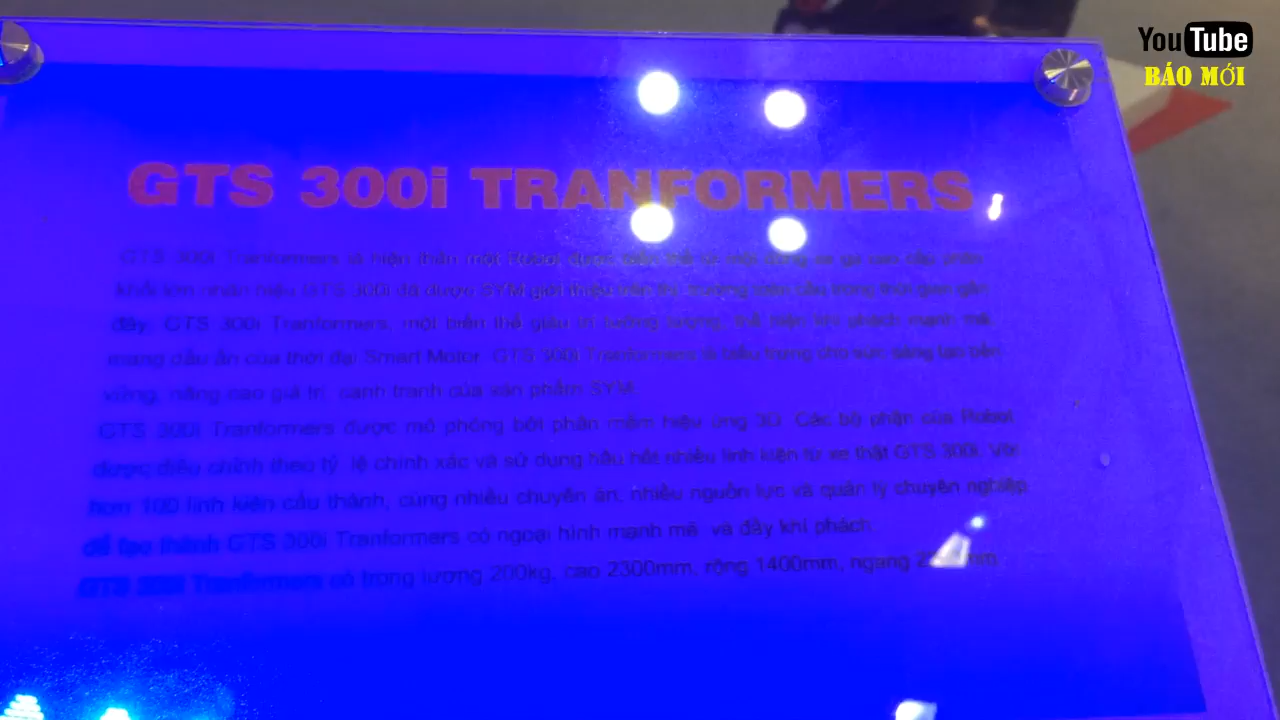 YouTube
BÁO MỚI
GTS 300i TRANFORMERS
GTS 300i Tranformers là hiện thân một Robot được biến thể từ một dòng xe ga cao cấp phân
khối lớn nhãn hiệu GTS 300i đã được SYM giới thiệu trên thị trường toàn cầu trong thời gian gần
đây. GTS 300i Tranformers, một biến thể giàu trí tưởng tượng, thể hiện khí phách mạnh mẽ,
mang dấu ấn của thời đại Smart Motor. GTS 300i Tranformers là biểu trưng cho sức sáng tạo bền
vững, nâng cao giá trị, cạnh tranh của sản phẩm SYM.
GTS 300i Tranformers được mô phỏng bởi phần mềm hiệu ứng 3D. Các bộ phận của Robot
được điều chỉnh theo tỷ lệ chính xác và sử dụng hầu hết nhiều linh kiện từ xe thật GTS 300i. Với
hơn 100 linh kiện cấu thành, cùng nhiều chuyên án, nhiều nguồn lực và quản lý chuyên nghiệp
để tạo thành GTS 300i Tranformers có ngoại hình mạnh mẽ và đầy khí phách.
GTS 300i Tranformers có trọng lượng 200kg, cao 2300mm, rộng 1400mm, ngang